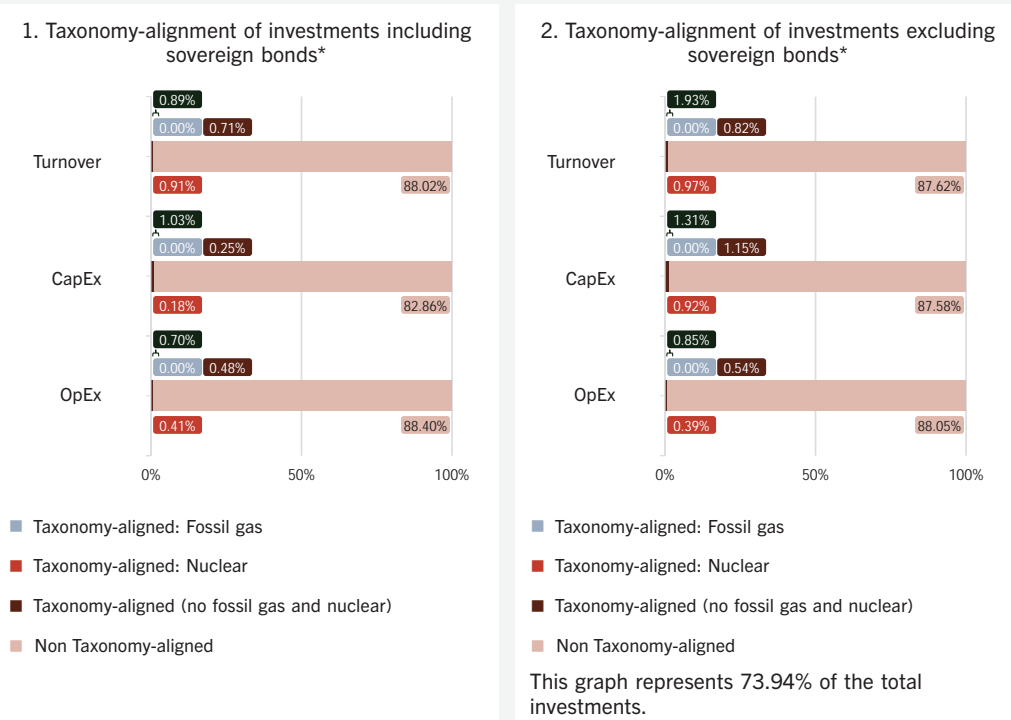 1. Taxonomy-alignment of investments including
sovereign bonds*
0.89%
0.00% 0.71%
Turnover
0.91% 88.02%
1.03%
0.00% 0.25%
CapEx
0.18% 82.86%
0.70%
0.00% 0.48%
OpEx
0.41% 88.40%
0% 50% 100%
Taxonomy-aligned: Fossil gas
Taxonomy-aligned: Nuclear
Taxonomy-aligned (no fossil gas and nuclear)
Non Taxonomy-aligned
2. Taxonomy-alignment of investments excluding
sovereign bonds*
1.93%
0.00% 0.82%
Turnover
0.97% 87.62%
1.31%
0.00% 1.15%
CapEx
0.92% 87.58%
0.85%
0.00% 0.54%
OpEx
0.39% 88.05%
0% 50% 100%
Taxonomy-aligned: Fossil gas
Taxonomy-aligned: Nuclear
Taxonomy-aligned (no fossil gas and nuclear)
Non Taxonomy-aligned
This graph represents 73.94% of the total
investments.